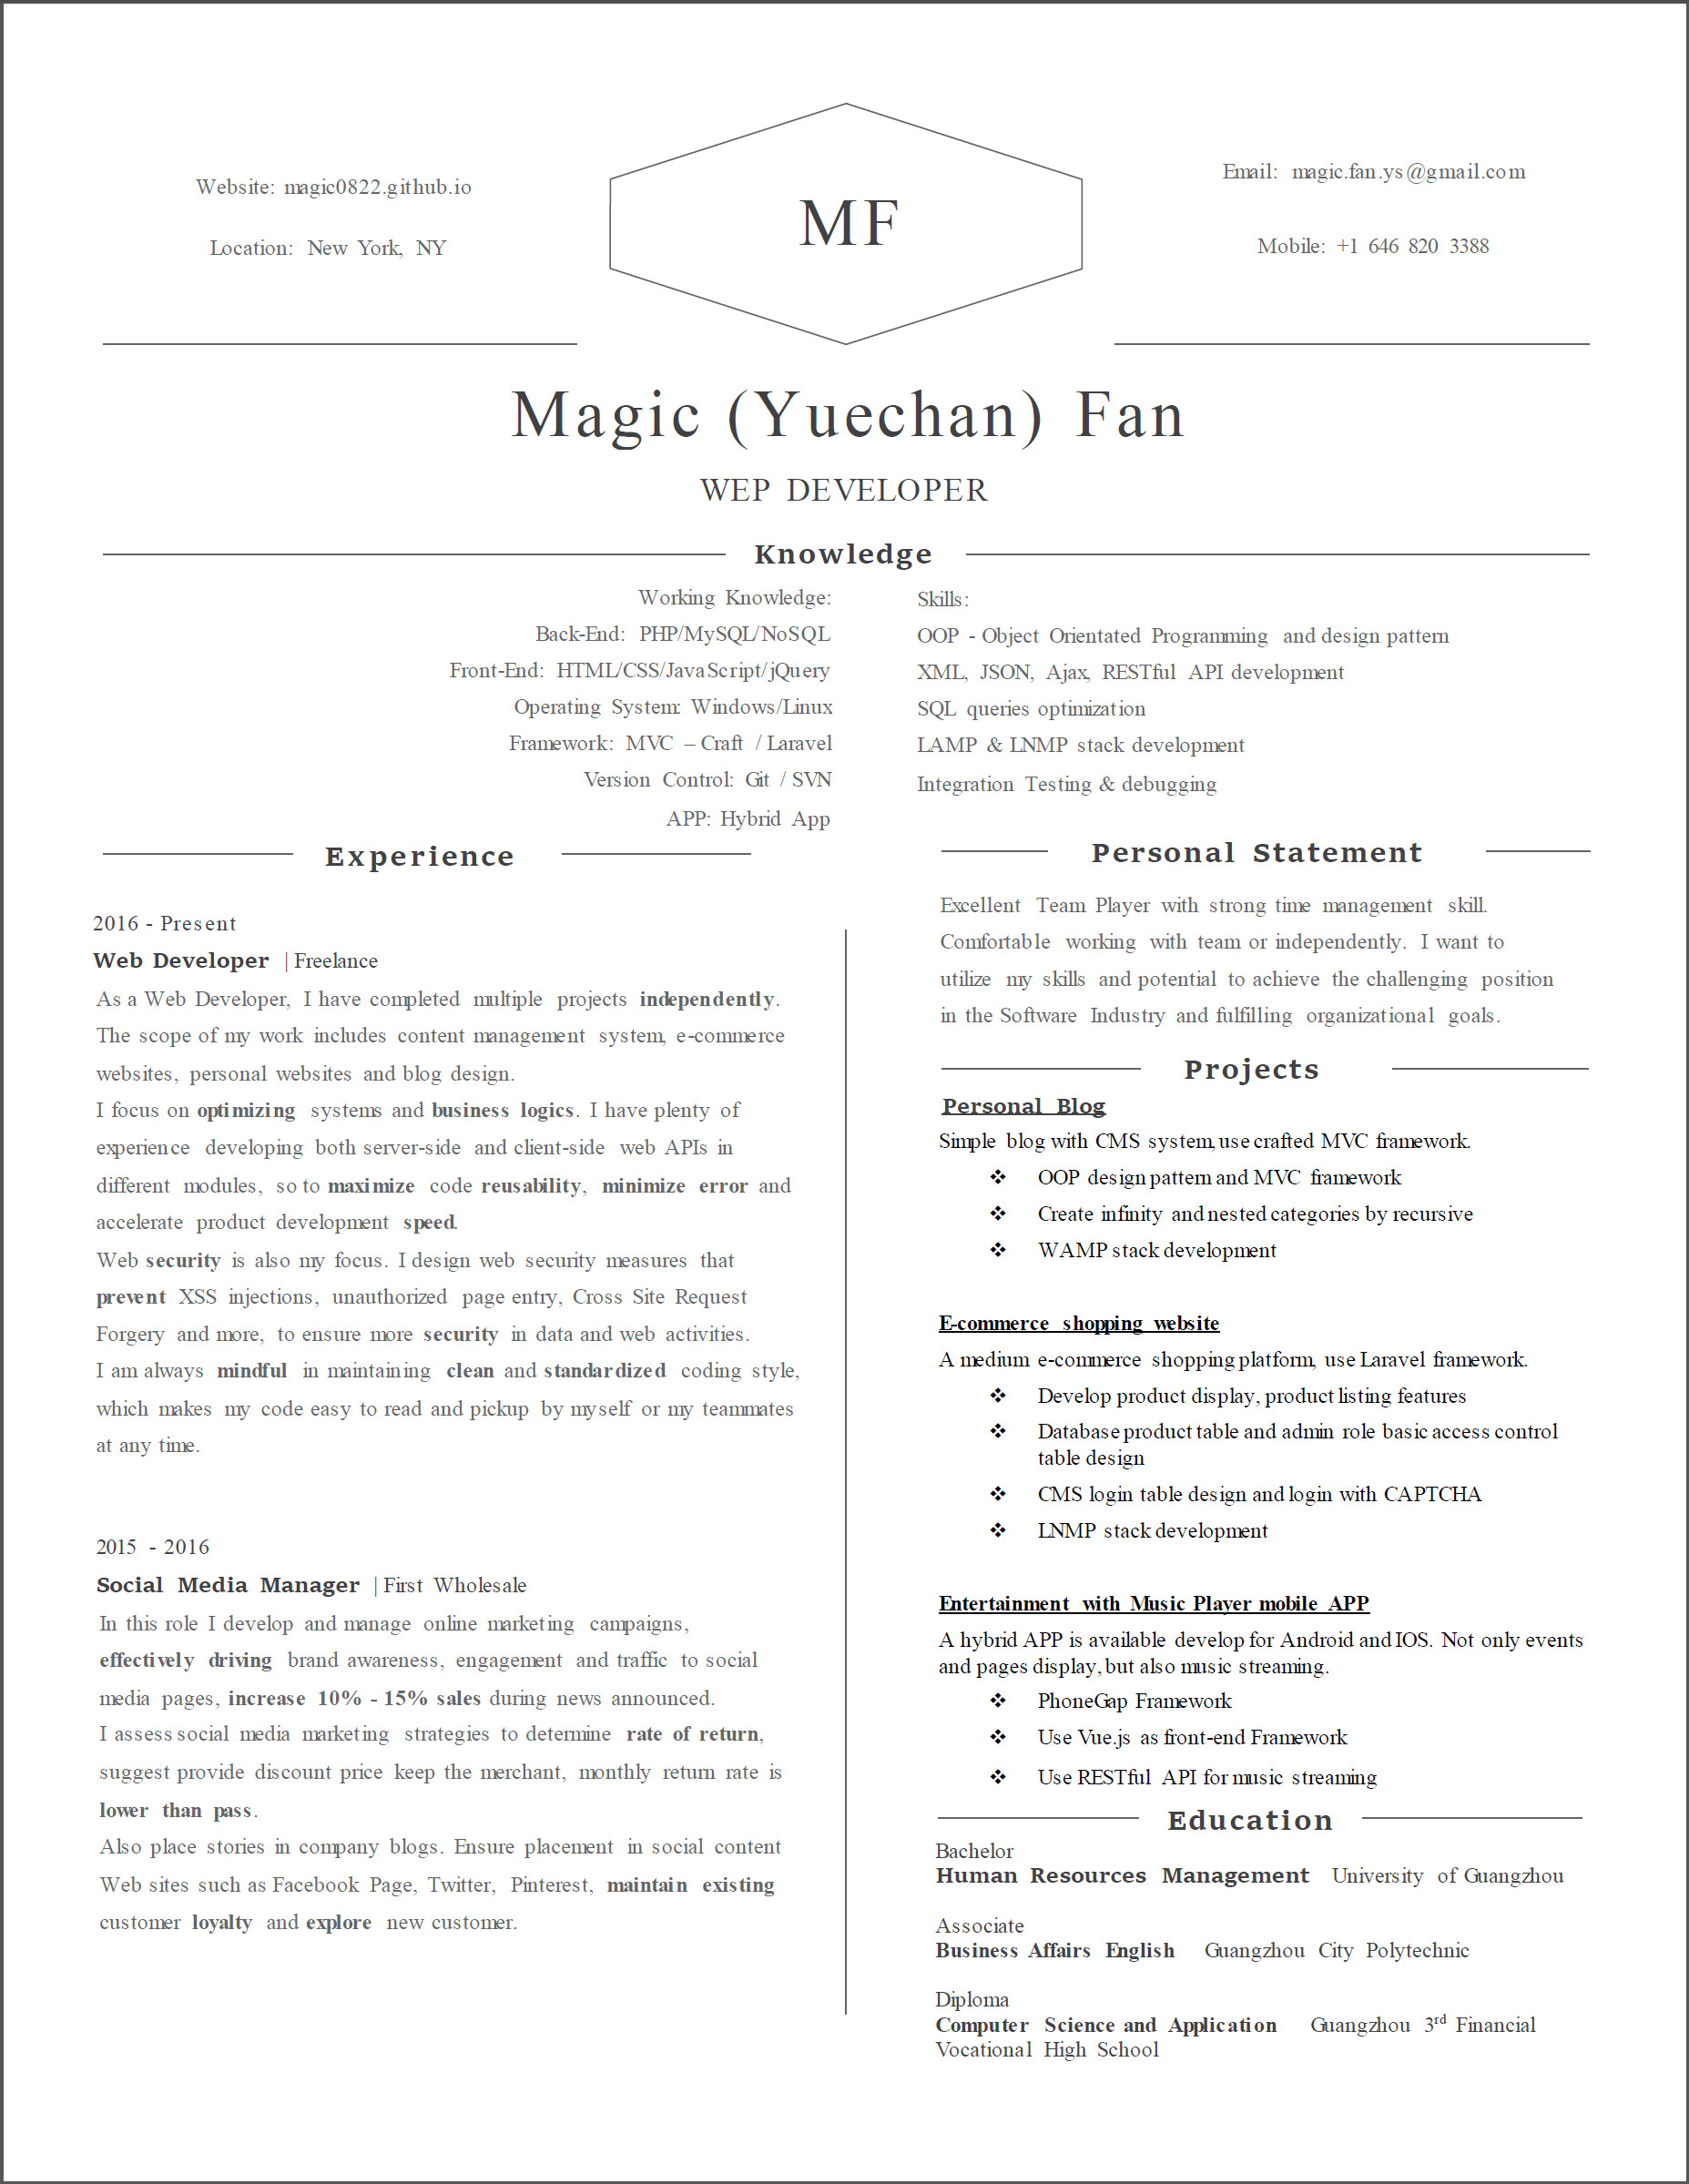 Website: magic0822.github.io
Location: New York, NY
MF
Email: magic.fan.ys@gmail.com
Mobile: +1 646 820 3388
Magic (Yuechan) Fan
WEP DEVELOPER
Knowledge
Working Knowledge:
Back-End: PHP/MySQL/NoSQL
Front-End: HTML/CSS/JavaScript/jQuery
Operating System: Windows/Linux
Framework: MVC – Craft / Laravel
Version Control: Git / SVN
APP: Hybrid App
Skills:
OOP - Object Orientated Programming and design pattern
XML, JSON, Ajax, RESTful API development
SQL queries optimization
LAMP & LNMP stack development
Integration Testing & debugging
Experience
2016 - Present
Web Developer | Freelance
As a Web Developer, I have completed multiple projects independently.
The scope of my work includes content management system, e-commerce
websites, personal websites and blog design.
I focus on optimizing systems and business logics. I have plenty of
experience developing both server-side and client-side web APIs in
different modules, so to maximize code reusability, minimize error and
accelerate product development speed.
Web security is also my focus. I design web security measures that
prevent XSS injections, unauthorized page entry, Cross Site Request
Forgery and more, to ensure more security in data and web activities.
I am always mindful in maintaining clean and standardized coding style,
which makes my code easy to read and pickup by myself or my teammates
at any time.
2015 - 2016
Social Media Manager | First Wholesale
In this role I develop and manage online marketing campaigns,
effectively driving brand awareness, engagement and traffic to social
media pages, increase 10% - 15% sales during news announced.
I assess social media marketing strategies to determine rate of return,
suggest provide discount price keep the merchant, monthly return rate is
lower than pass.
Also place stories in company blogs. Ensure placement in social content
Web sites such as Facebook Page, Twitter, Pinterest, maintain existing
customer loyalty and explore new customer.
Personal Statement
Excellent Team Player with strong time management skill.
Comfortable working with team or independently. I want to
utilize my skills and potential to achieve the challenging position
in the Software Industry and fulfilling organizational goals.
Projects
Personal Blog
Simple blog with CMS system, use crafted MVC framework.
❖ OOP design pattern and MVC framework
❖ Create infinity and nested categories by recursive
❖ WAMP stack development
E-commerce shopping website
A medium e-commerce shopping platform, use Laravel framework.
❖ Develop product display, product listing features
❖ Database product table and admin role basic access control
table design
❖ CMS login table design and login with CAPTCHA
❖ LNMP stack development
Entertainment with Music Player mobile APP
A hybrid APP is available develop for Android and IOS. Not only events
and pages display, but also music streaming.
❖ PhoneGap Framework
❖ Use Vue.js as front-end Framework
❖ Use RESTful API for music streaming
Education
Bachelor
Human Resources Management University of Guangzhou
Associate
Business Affairs English Guangzhou City Polytechnic
Diploma
Computer Science and Application Guangzhou 3rd Financial
Vocational High School